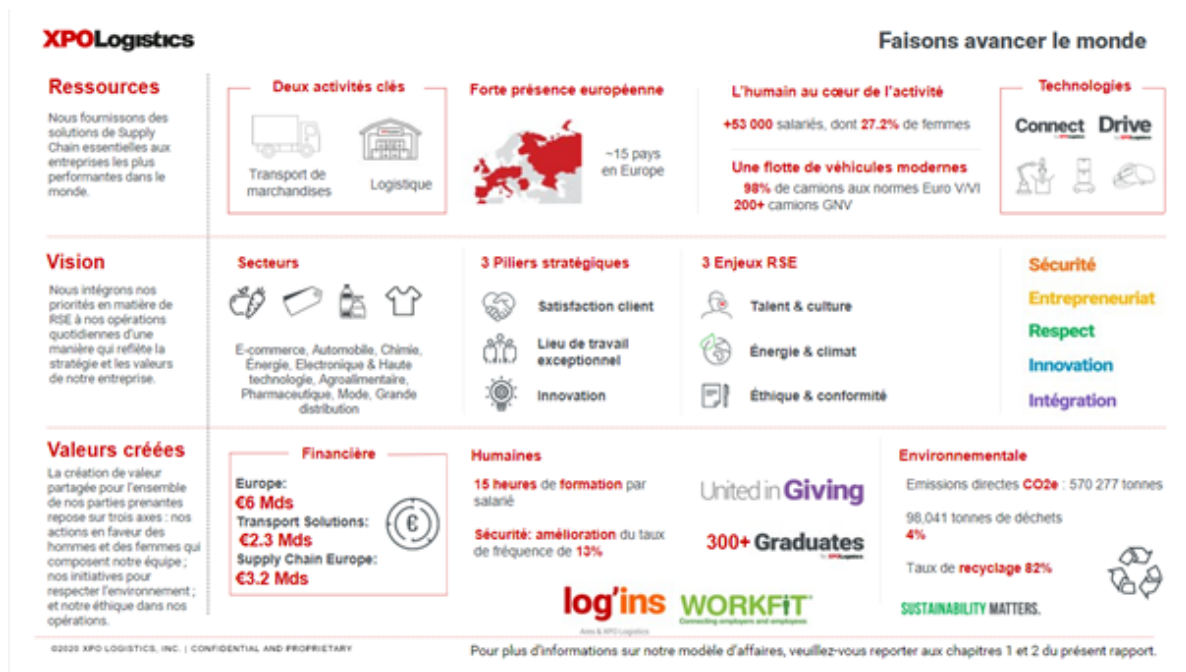 XPOLogistics
Faisons avancer le monde
Ressources
Nous fournissons des
solutions de Supply
Chain essentielles aux
entreprises les plus
performantes dans le
monde.
Deux activités clés
Transport de
marchandises
Logistique
Forte présence européenne
~15 pays
en Europe
L'humain au cœur de l'activité
+53 000 salariés, dont 27.2% de femmes
Une flotte de véhicules modernes
98% de camions aux normes Euro V/VI
200+ camions GNV
Technologies
Connect
Drive
Vision
Nous intégrons nos
priorités en matière de
RSE à nos opérations
quotidiennes d'une
manière qui reflète la
stratégie et les valeurs
de notre entreprise.
Secteurs
E-commerce, Automobile, Chimie,
Énergie, Electronique & Haute
technologie, Agroalimentaire,
Pharmaceutique, Mode, Grande
distribution
3 Piliers stratégiques
Satisfaction client
Lieu de travail
exceptionnel
Innovation
3 Enjeux RSE
Talent & culture
Énergie & climat
Éthique & conformité
Sécurité
Entrepreneuriat
Respect
Innovation
Intégration
Valeurs créées
La création de valeur
partagée pour l'ensemble
de nos parties prenantes
repose sur trois axes : nos
actions en faveur des
hommes et des femmes qui
composent notre équipe ;
nos initiatives pour
respecter l'environnement ;
et notre éthique dans nos
opérations.
Financière
Europe:
€6 Mds
Transport Solutions:
€2.3 Mds
Supply Chain Europe:
€3.2 Mds
€
Humaines
15 heures de formation par
salarié
Sécurité: amélioration du taux
de fréquence de 13%
United in Giving
300+ Graduates
XPOLogistics
log'ins
Ares & XPO Logistics
WORKFIT
Connecting employers and employees
Environnementale
Emissions directes CO2e : 570 277 tonnes
98,041 tonnes de déchets
4%
Taux de recyclage 82%
SUSTAINABILITY MATTERS.
©2020 XPO LOGISTICS, INC. | CONFIDENTIAL AND PROPRIETARY
Pour plus d'informations sur notre modèle d'affaires, veuillez-vous reporter aux chapitres 1 et 2 du présent rapport.